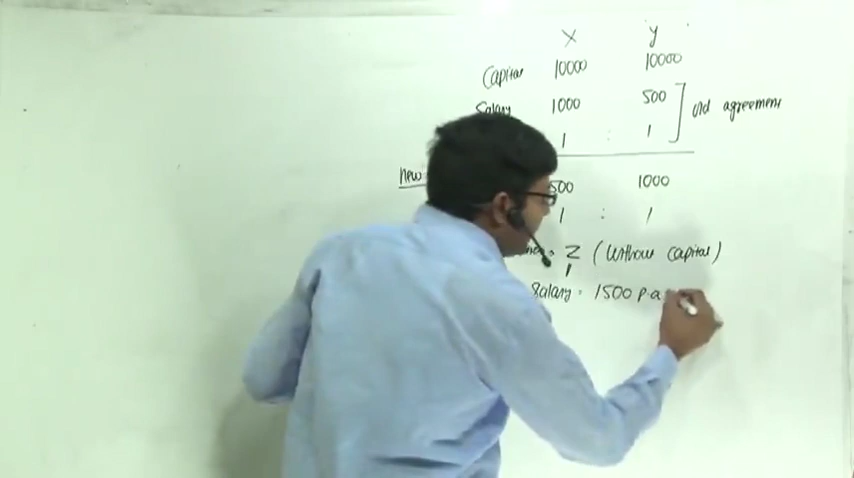 X Y
Capital 10000 10000
Salary 1000 500
1 : 1 old agreement
new 500 1000
1 : 1
Z (without capital)
Salary = 1500 p.a